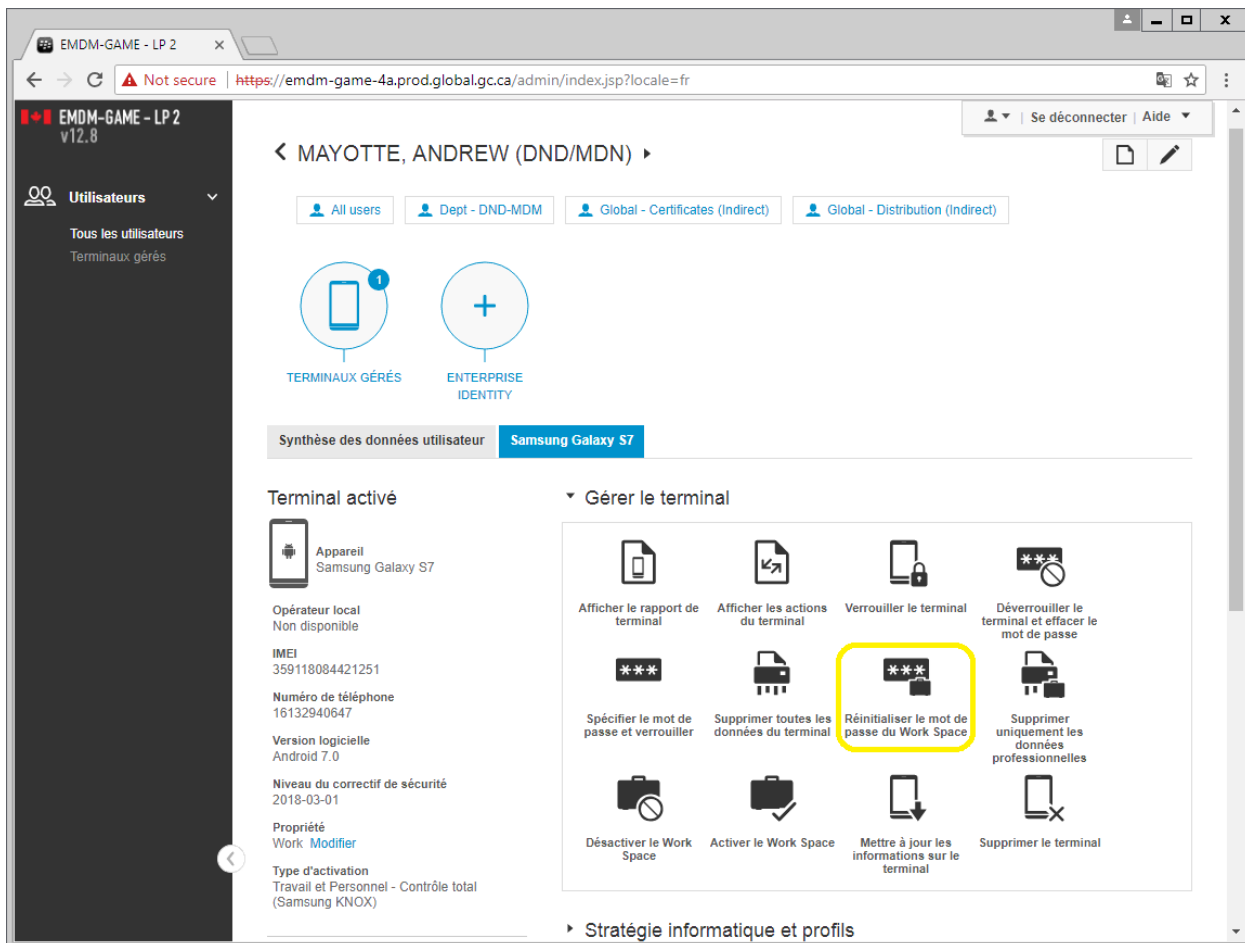 EMDM-GAME - LP 2
Not secure | https://emdm-game-4a.prod.global.gc.ca/admin/index.jsp?locale=fr
EMDM-GAME – LP 2
v12.8
Se déconnecter | Aide
MAYOTTE, ANDREW (DND/MDN)
Utilisateurs
Tous les utilisateurs
Terminaux gérés
All users
Dept - DND-MDM
Global - Certificates (Indirect)
Global - Distribution (Indirect)
1
TERMINAUX GÉRÉS
ENTERPRISE
IDENTITY
Synthèse des données utilisateur
Samsung Galaxy S7
Terminal activé
Appareil
Samsung Galaxy S7
Opérateur local
Non disponible
IMEI
359118084421251
Numéro de téléphone
16132940647
Version logicielle
Android 7.0
Niveau du correctif de sécurité
2018-03-01
Propriété
Work Modifier
Type d'activation
Travail et Personnel - Contrôle total
(Samsung KNOX)
Gérer le terminal
Afficher le rapport de
terminal
Afficher les actions
du terminal
Verrouiller le terminal
***
Déverrouiller le
terminal et effacer le
mot de passe
***
Spécifier le mot de
passe et verrouiller
Supprimer toutes les
données du terminal
***
Réinitialiser le mot de
passe du Work Space
Supprimer
uniquement les
données
professionnelles
Désactiver le Work
Space
Activer le Work Space
Mettre à jour les
informations sur le
terminal
Supprimer le terminal
Stratégie informatique et profils